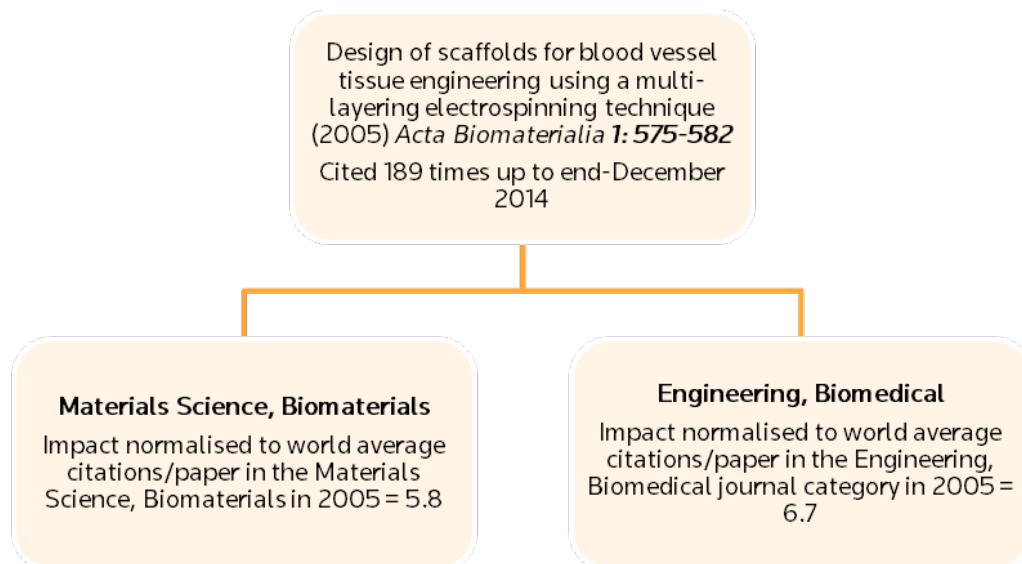 Design of scaffolds for blood vessel
tissue engineering using a multi-
layering electrospinning technique
(2005) Acta Biomaterialia 1: 575-582
Cited 189 times up to end-December
2014
Materials Science, Biomaterials
Impact normalised to world average
citations/paper in the Materials
Science, Biomaterials in 2005 = 5.8
Engineering, Biomedical
Impact normalised to world average
citations/paper in the Engineering,
Biomedical journal category in 2005 =
6.7